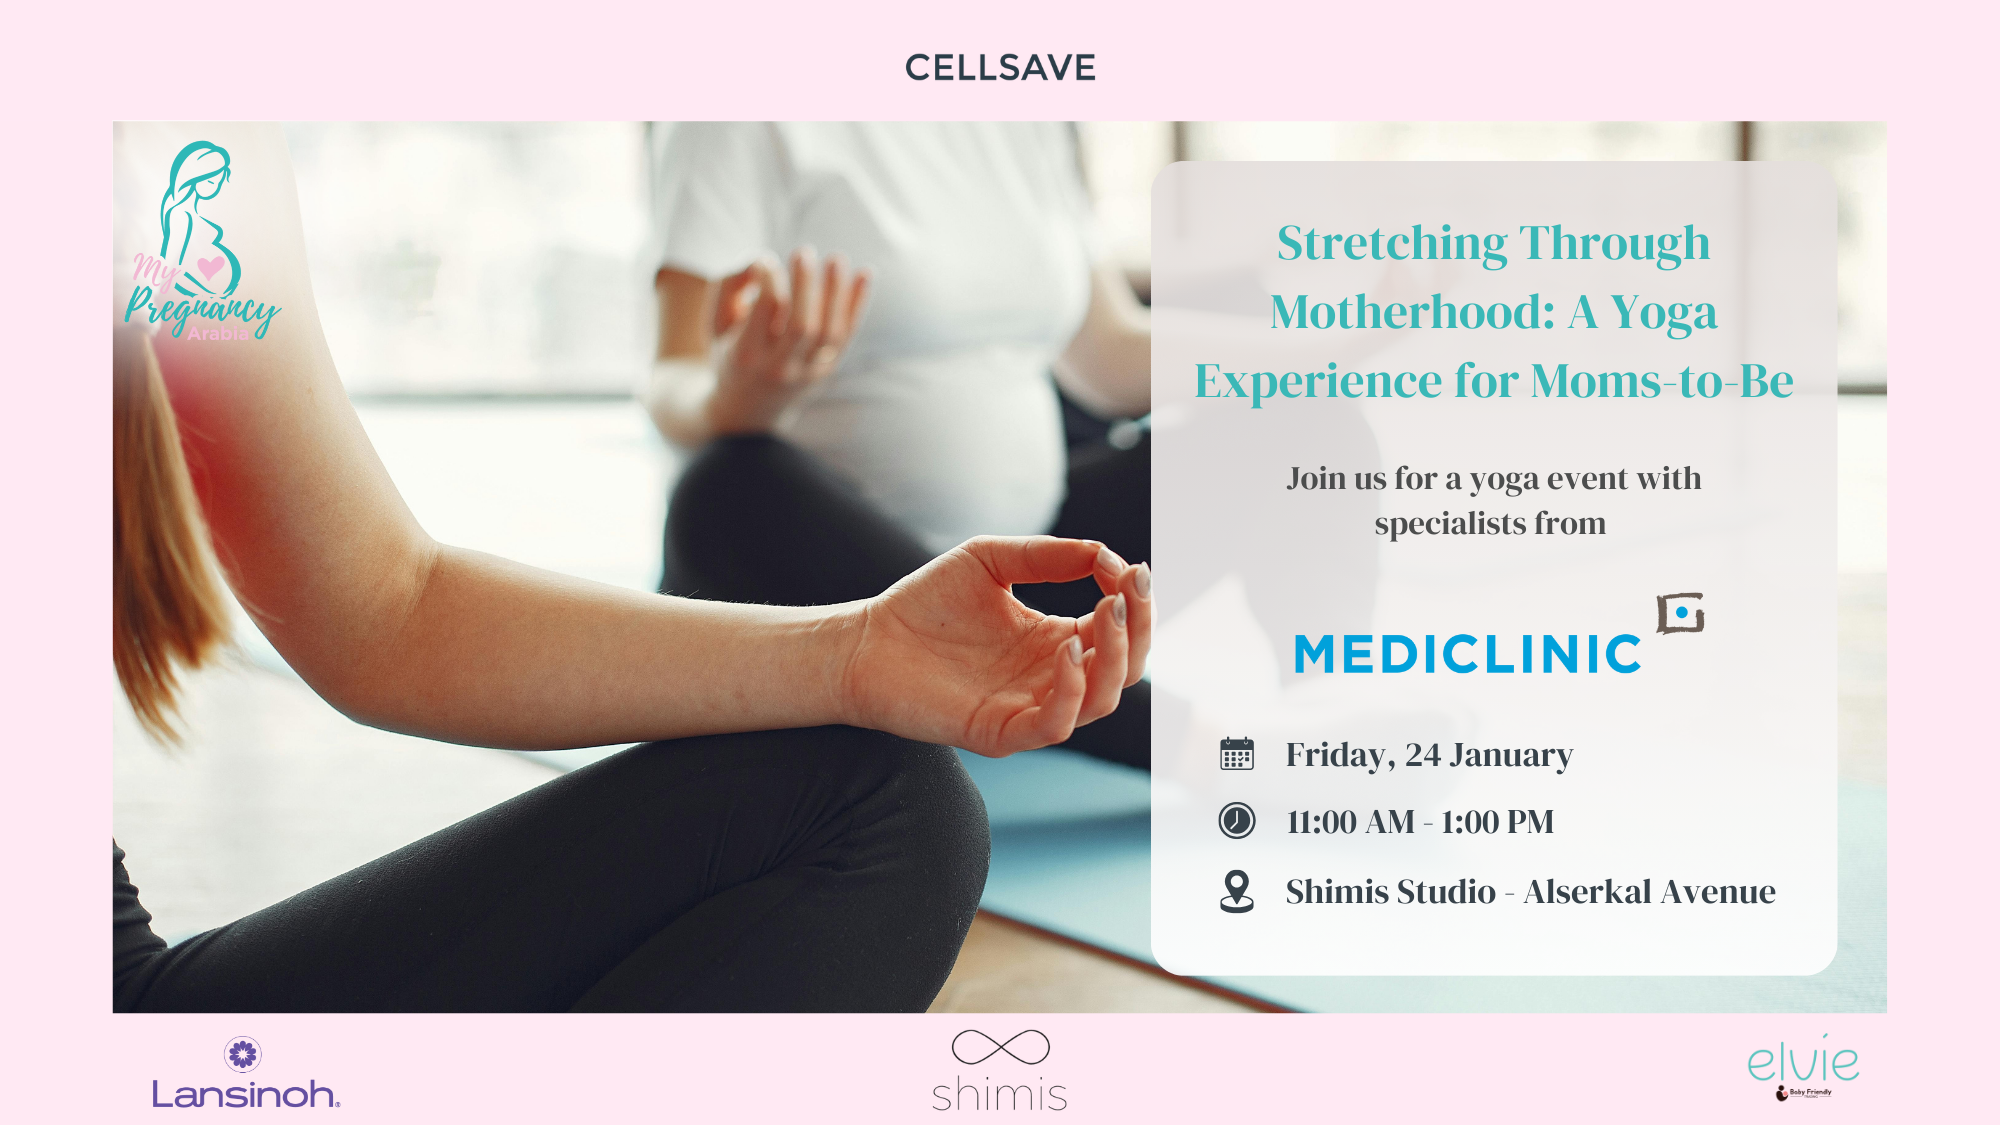 CELLSAVE
My
Pregnancy
Arabia
Stretching Through
Motherhood: A Yoga
Experience for Moms-to-Be
Join us for a yoga event with
specialists from
MEDICLINIC
Friday, 24 January
11:00 AM - 1:00 PM
Shimis Studio - Alserkal Avenue
Lansinoh®
shimis
elvie
Baby Friendly